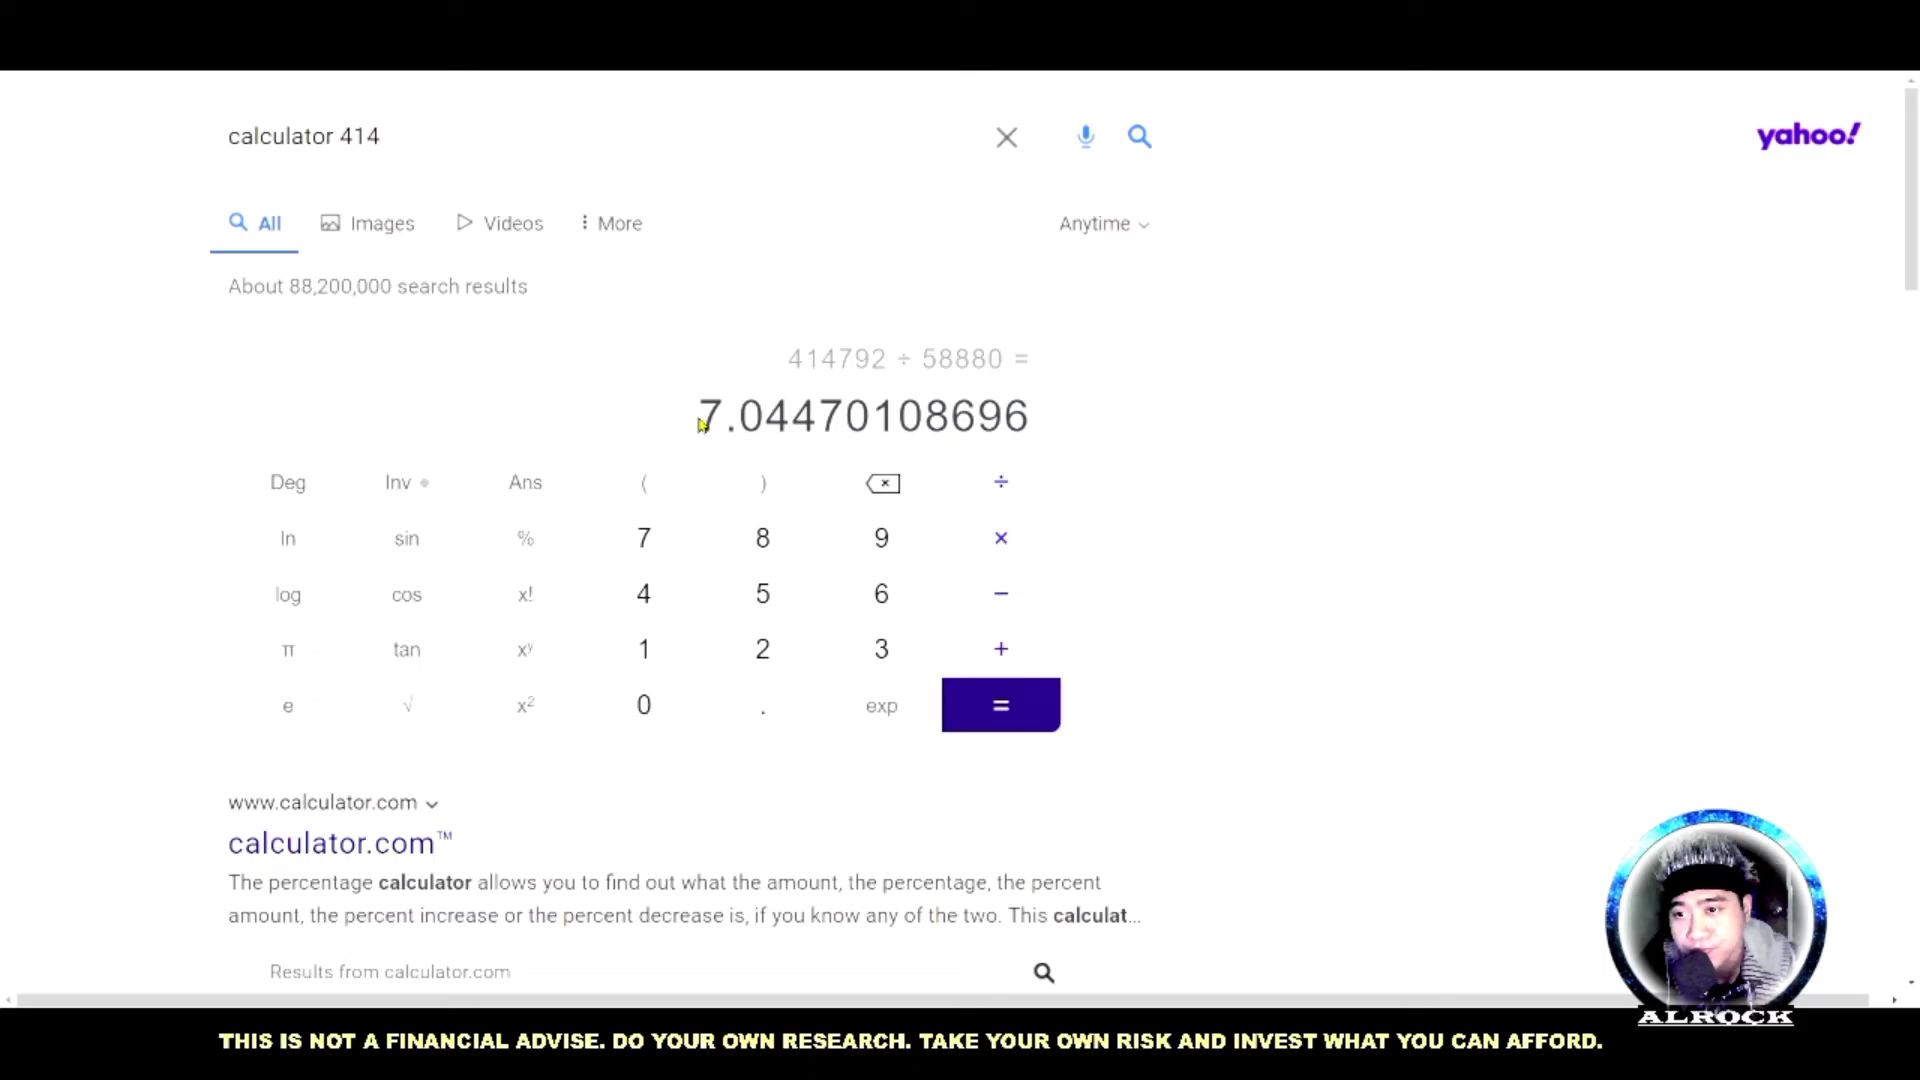 calculator 414
yahoo!
All Images Videos More Anytime
About 88,200,000 search results
414792 ÷ 58880 =
7.04470108696
Deg Inv Ans ( ) ÷
ln sin % 7 8 9 ×
log cos x! 4 5 6 −
π tan xʸ 1 2 3 +
e √ x² 0 . exp =
www.calculator.com
calculator.com™
The percentage calculator allows you to find out what the amount, the percentage, the percent
amount, the percent increase or the percent decrease is, if you know any of the two. This calculat...
Results from calculator.com
ALROCK
THIS IS NOT A FINANCIAL ADVISE. DO YOUR OWN RESEARCH. TAKE YOUR OWN RISK AND INVEST WHAT YOU CAN AFFORD.